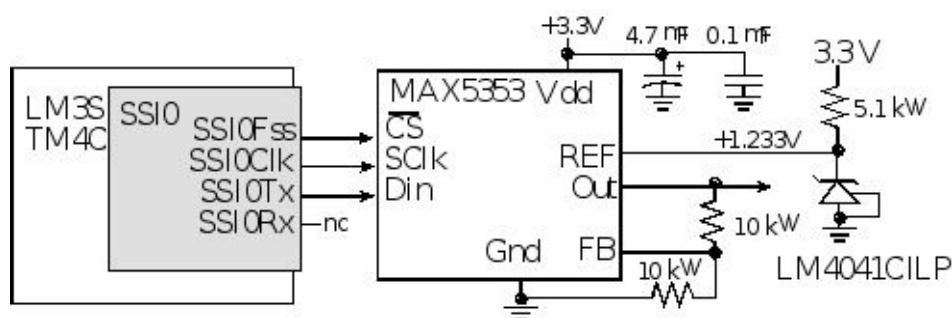 LM3S
TM4C
SSI0
SSI0Fss
SSI0Clk
SSI0Tx
SSI0Rx
nc
MAX5353
Vdd
CS
SClk
Din
REF
Out
Gnd
FB
+3.3V
4.7 mF
+
0.1 mF
3.3 V
5.1 kW
+1.233V
10 kW
10 kW
LM4041CILP